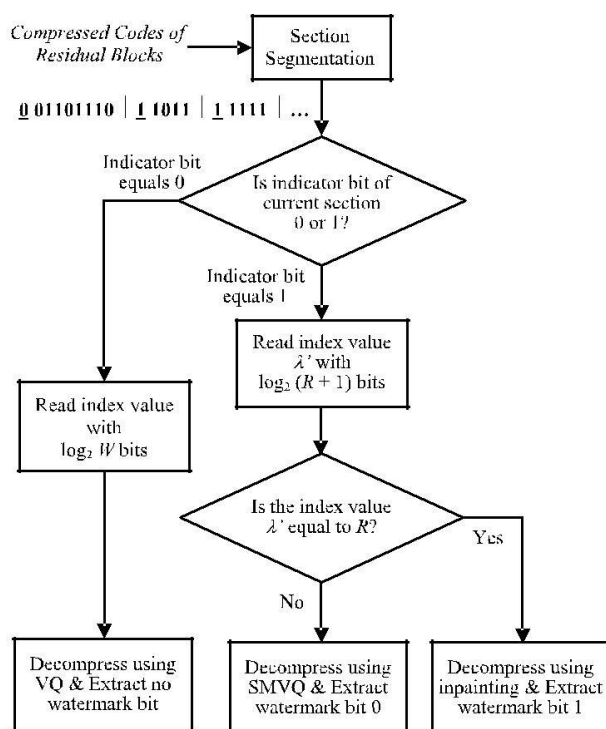 Compressed Codes of
Residual Blocks
Section
Segmentation
0 01101110 | 1 1011 | 1 1111 | ...
Indicator bit
equals 0
Is indicator bit of
current section
0 or 1?
Indicator bit
equals 1
Read index value
λ' with
log₂ (R + 1) bits
Read index value
with
log₂ W bits
Is the index value
λ' equal to R?
Yes
No
Decompress using
VQ & Extract no
watermark bit
Decompress using
SMVQ & Extract
watermark bit 0
Decompress using
inpainting & Extract
watermark bit 1